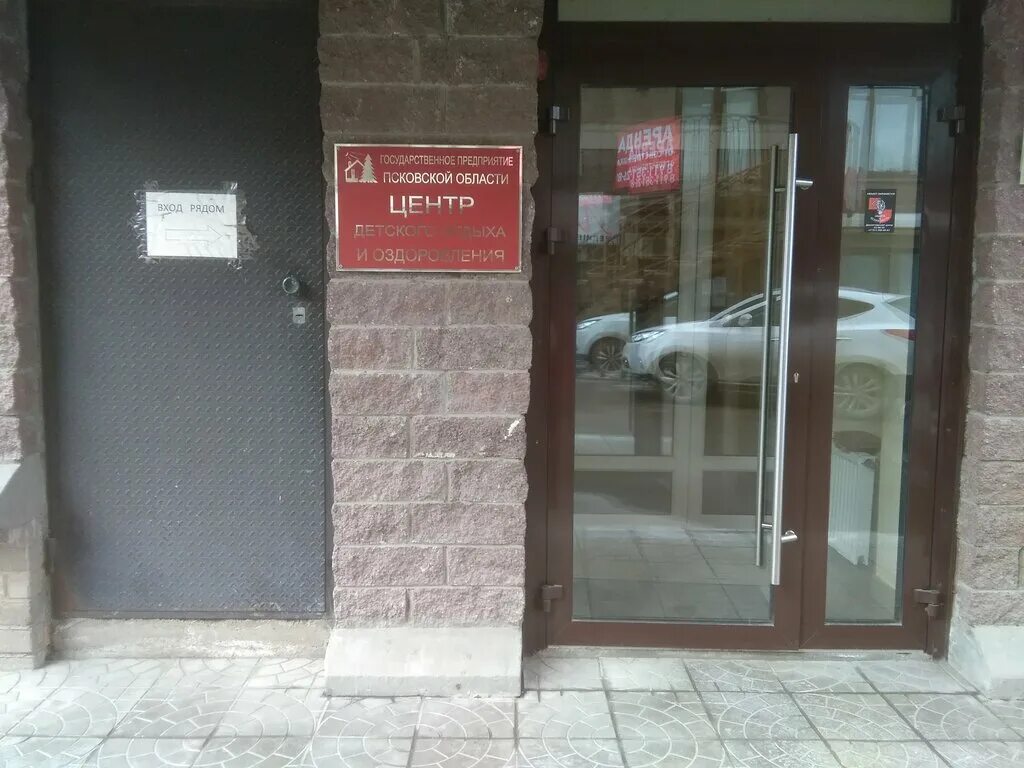 ВХОД РЯДОМ
ГОСУДАРСТВЕННОЕ ПРЕДПРИЯТИЕ
ПСКОВСКОЙ ОБЛАСТИ
ЦЕНТР
ДЕТСКОГО ОТДЫХА
И ОЗДОРОВЛЕНИЯ
АРЕНДА